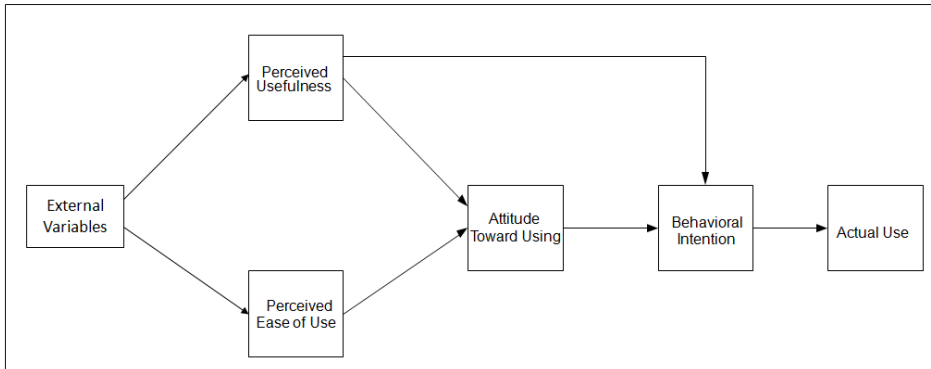 Perceived
Usefulness
External
Variables
Attitude
Toward Using
Behavioral
Intention
Actual Use
Perceived
Ease of Use